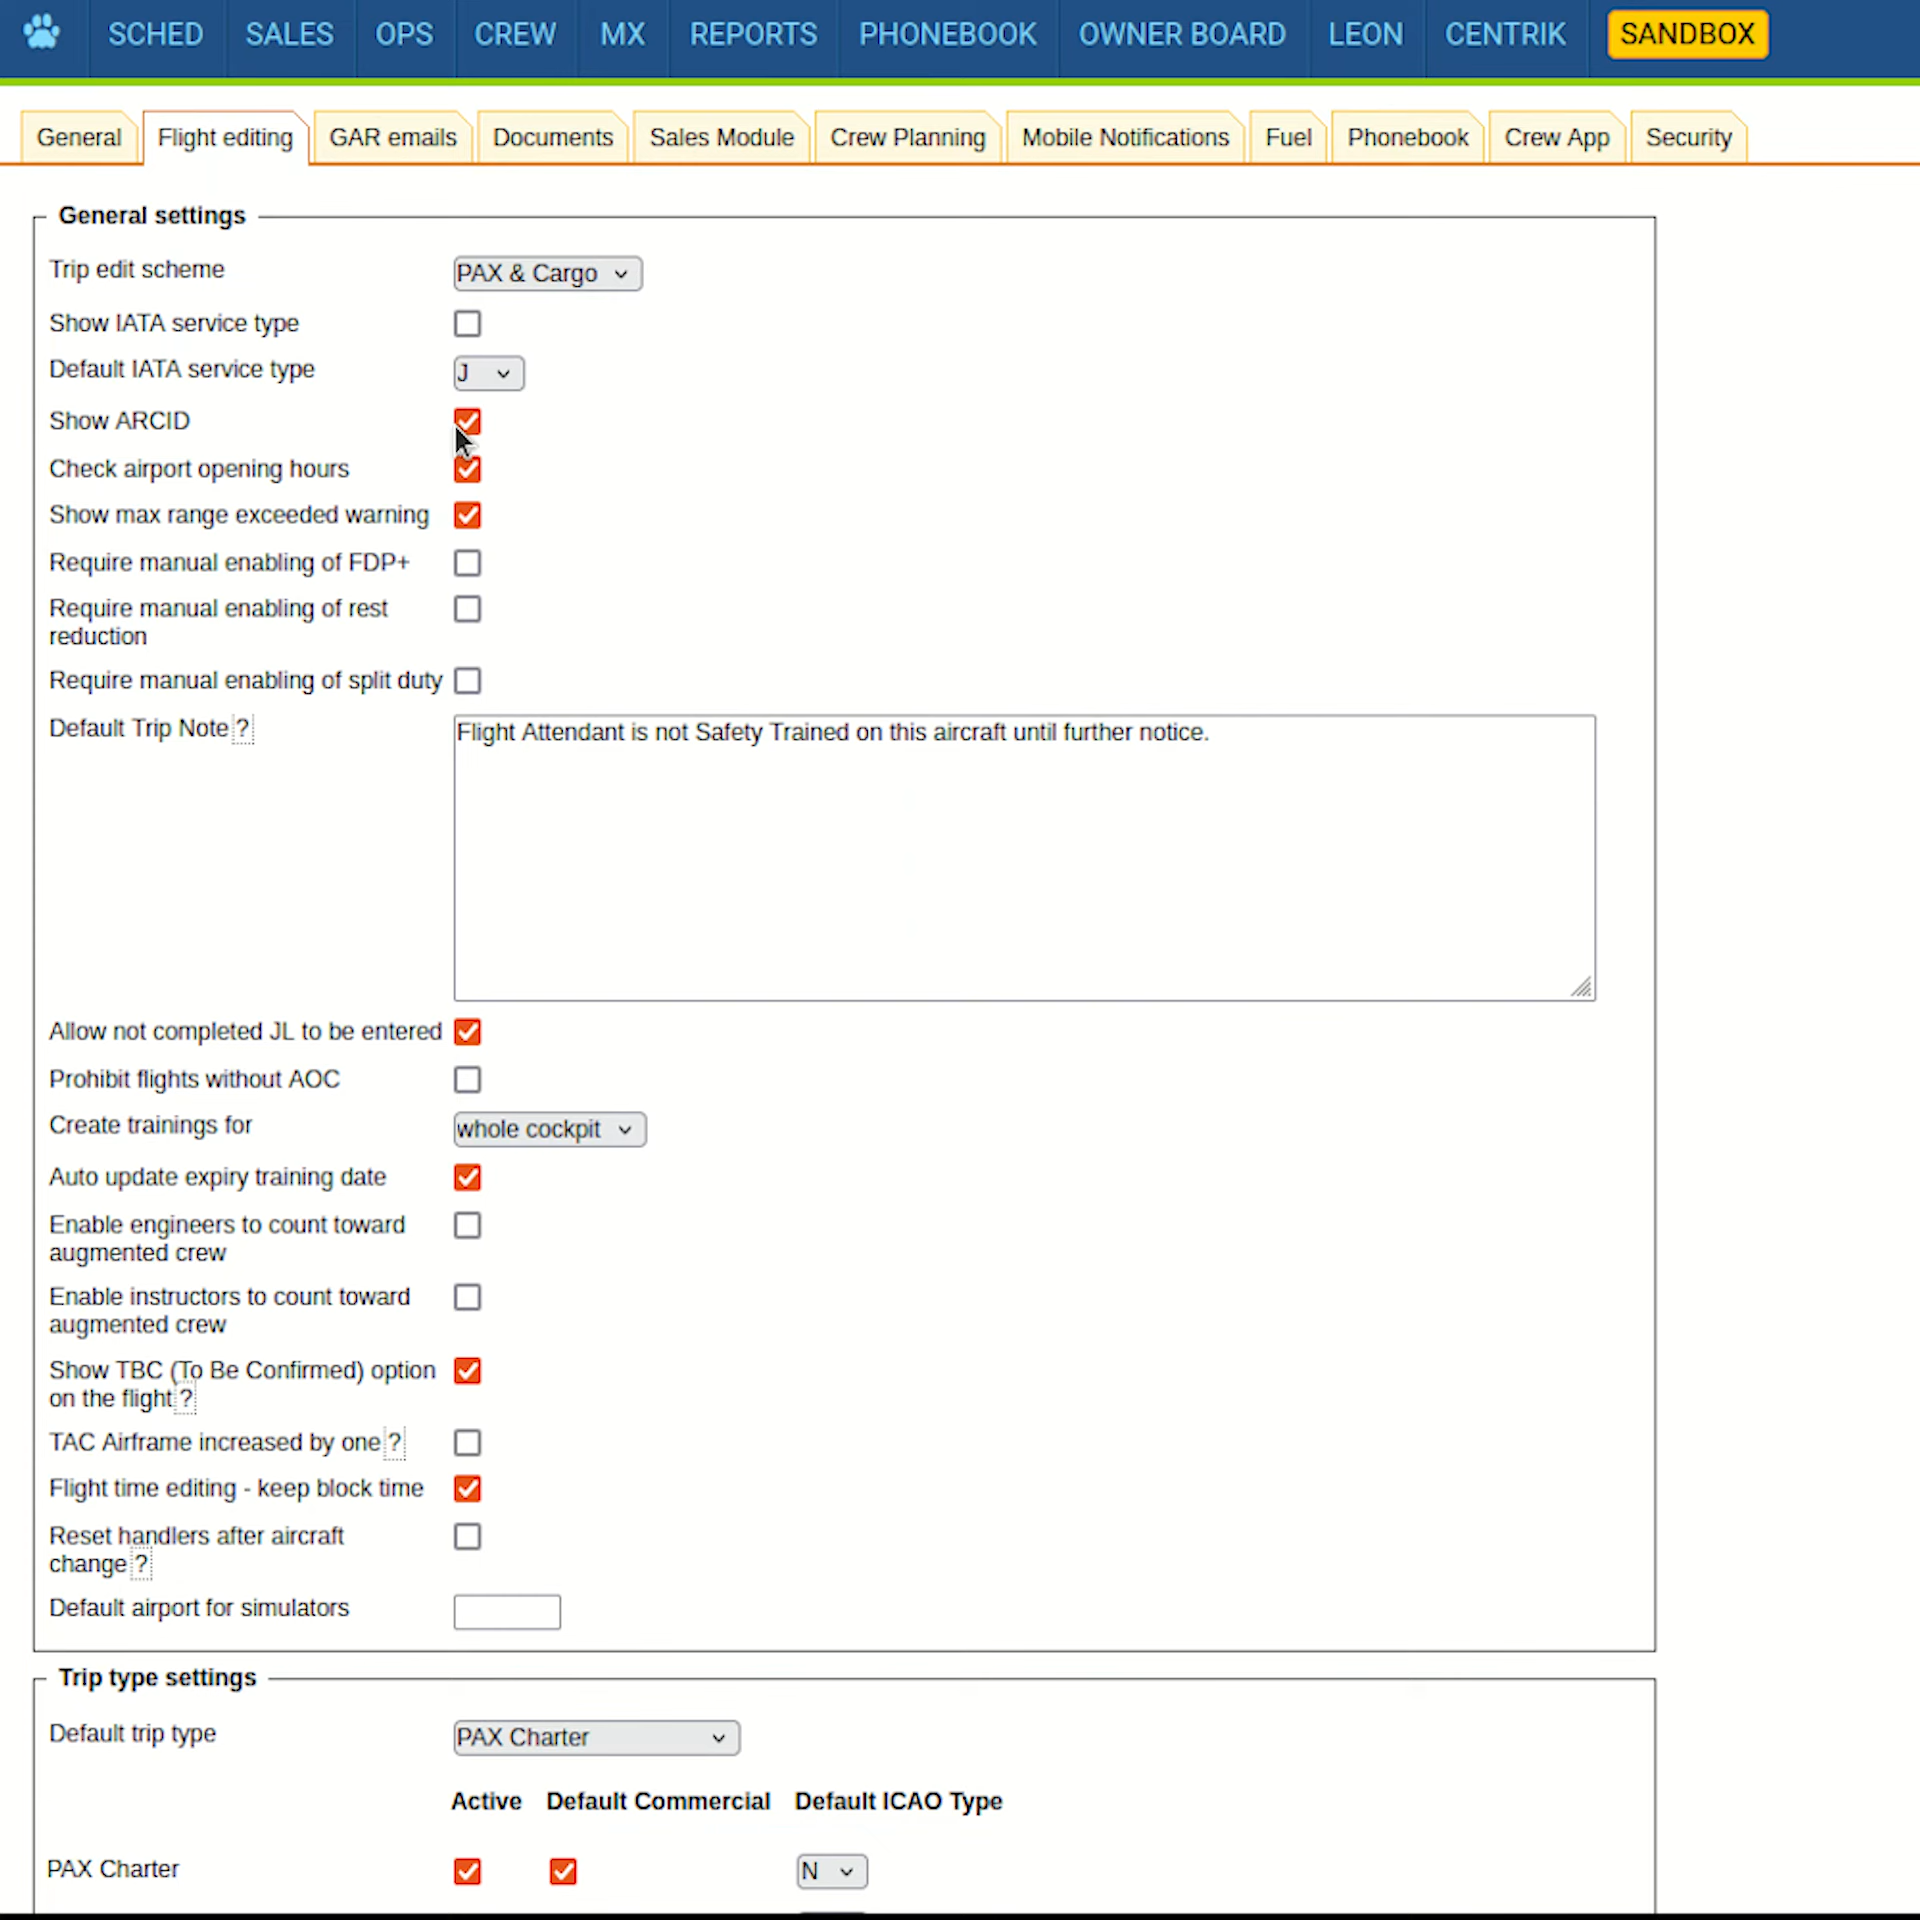 SCHED SALES OPS CREW MX REPORTS PHONEBOOK OWNER BOARD LEON CENTRIK SANDBOX
General Flight editing GAR emails Documents Sales Module Crew Planning Mobile Notifications Fuel Phonebook Crew App Security
General settings
Trip edit scheme PAX & Cargo
Show IATA service type
Default IATA service type J
Show ARCID
Check airport opening hours
Show max range exceeded warning
Require manual enabling of FDP+
Require manual enabling of rest
reduction
Require manual enabling of split duty
Default Trip Note ? Flight Attendant is not Safety Trained on this aircraft until further notice.
Allow not completed JL to be entered
Prohibit flights without AOC
Create trainings for whole cockpit
Auto update expiry training date
Enable engineers to count toward
augmented crew
Enable instructors to count toward
augmented crew
Show TBC (To Be Confirmed) option
on the flight ?
TAC Airframe increased by one ?
Flight time editing - keep block time
Reset handlers after aircraft
change ?
Default airport for simulators
Trip type settings
Default trip type PAX Charter
Active Default Commercial Default ICAO Type
PAX Charter N